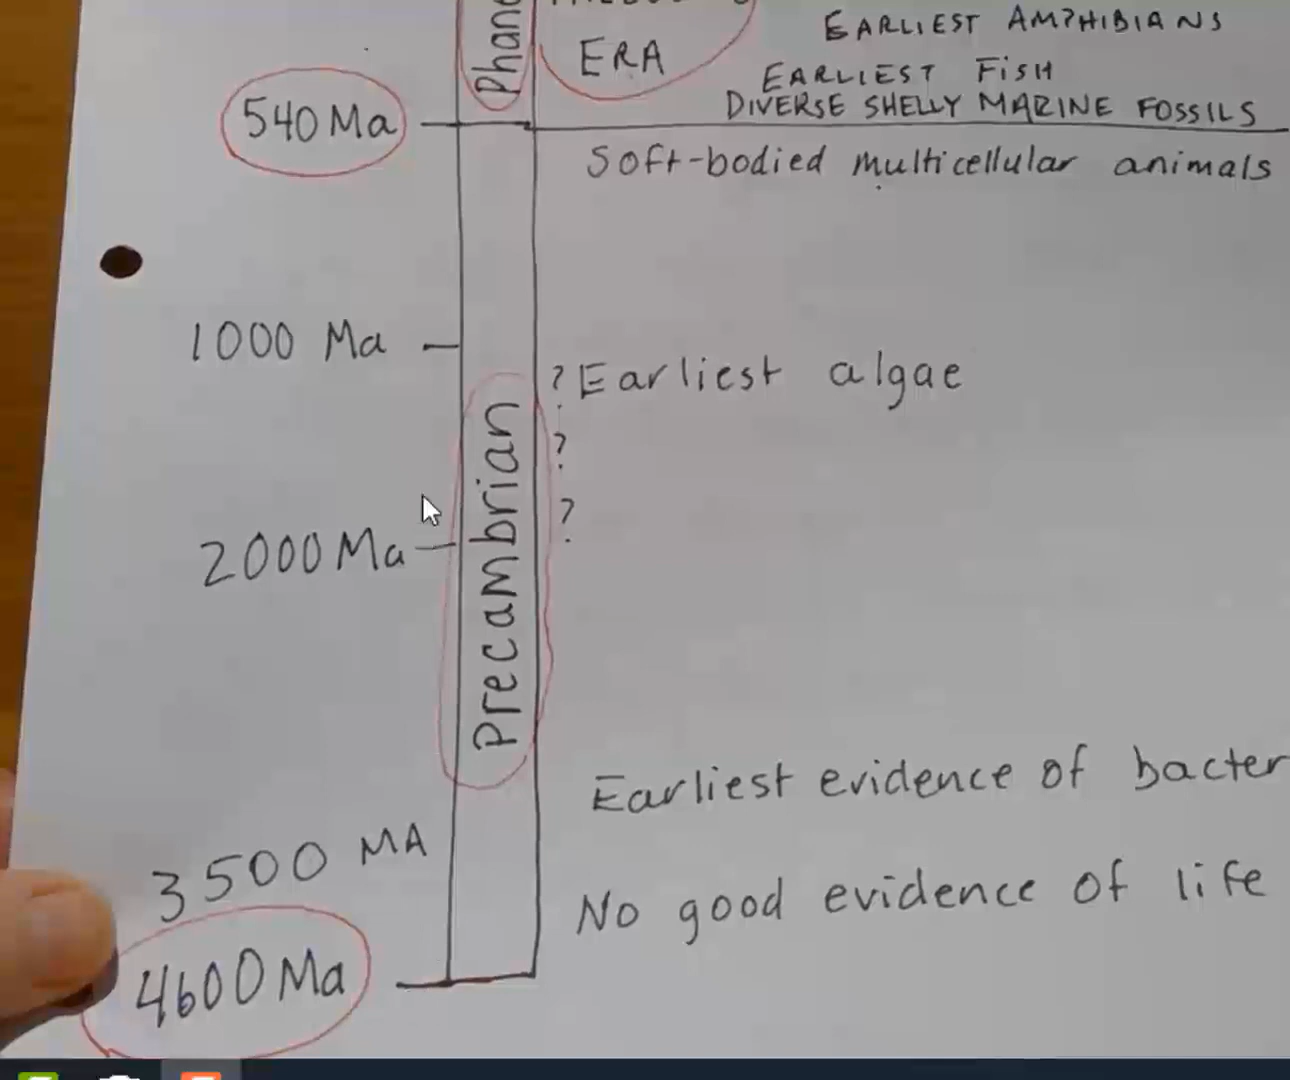 Phan
ERA
EARLIEST AMPHIBIANS
EARLIEST FISH
DIVERSE SHELLY MARINE FOSSILS
540 Ma
Soft-bodied multicellular animals
1000 Ma
? Earliest algae
?
?
2000 Ma
Precambrian
Earliest evidence of bacter
3500 MA
No good evidence of life
4600 Ma